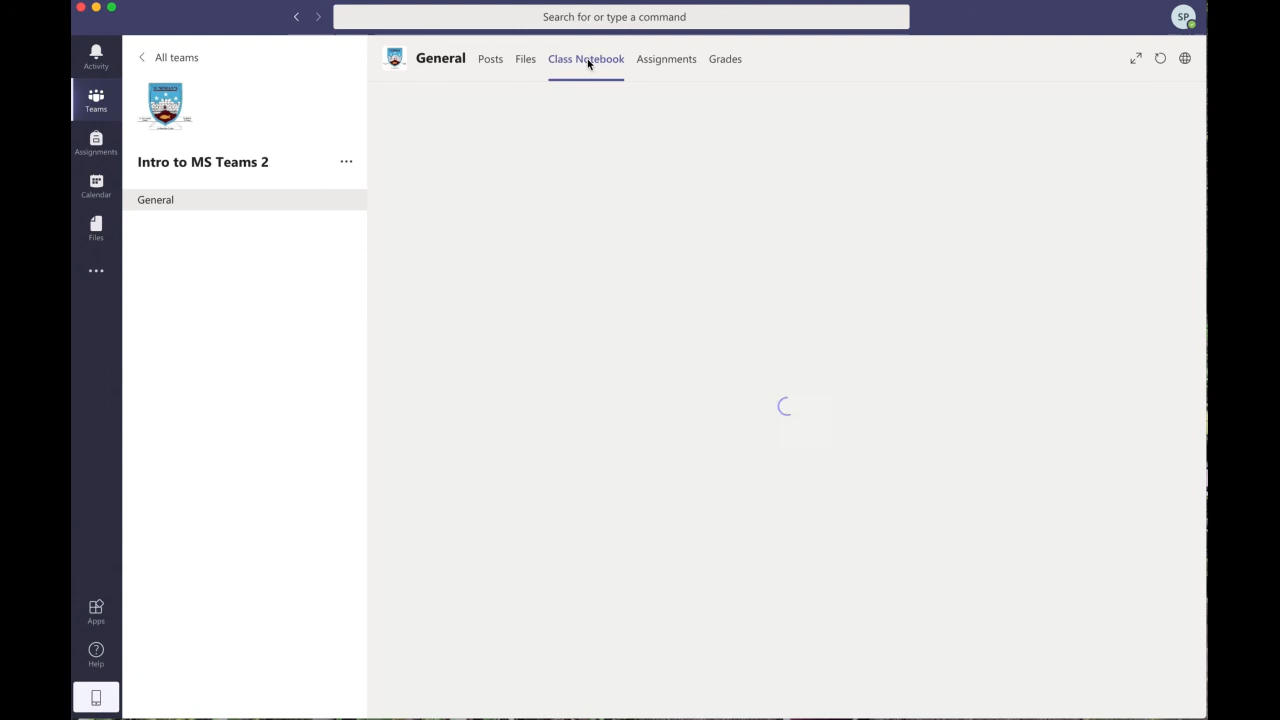 Search for or type a command
SP
Activity
Teams
Assignments
Calendar
Files
Apps
Help
All teams
Intro to MS Teams 2
General
General Posts Files Class Notebook Assignments Grades